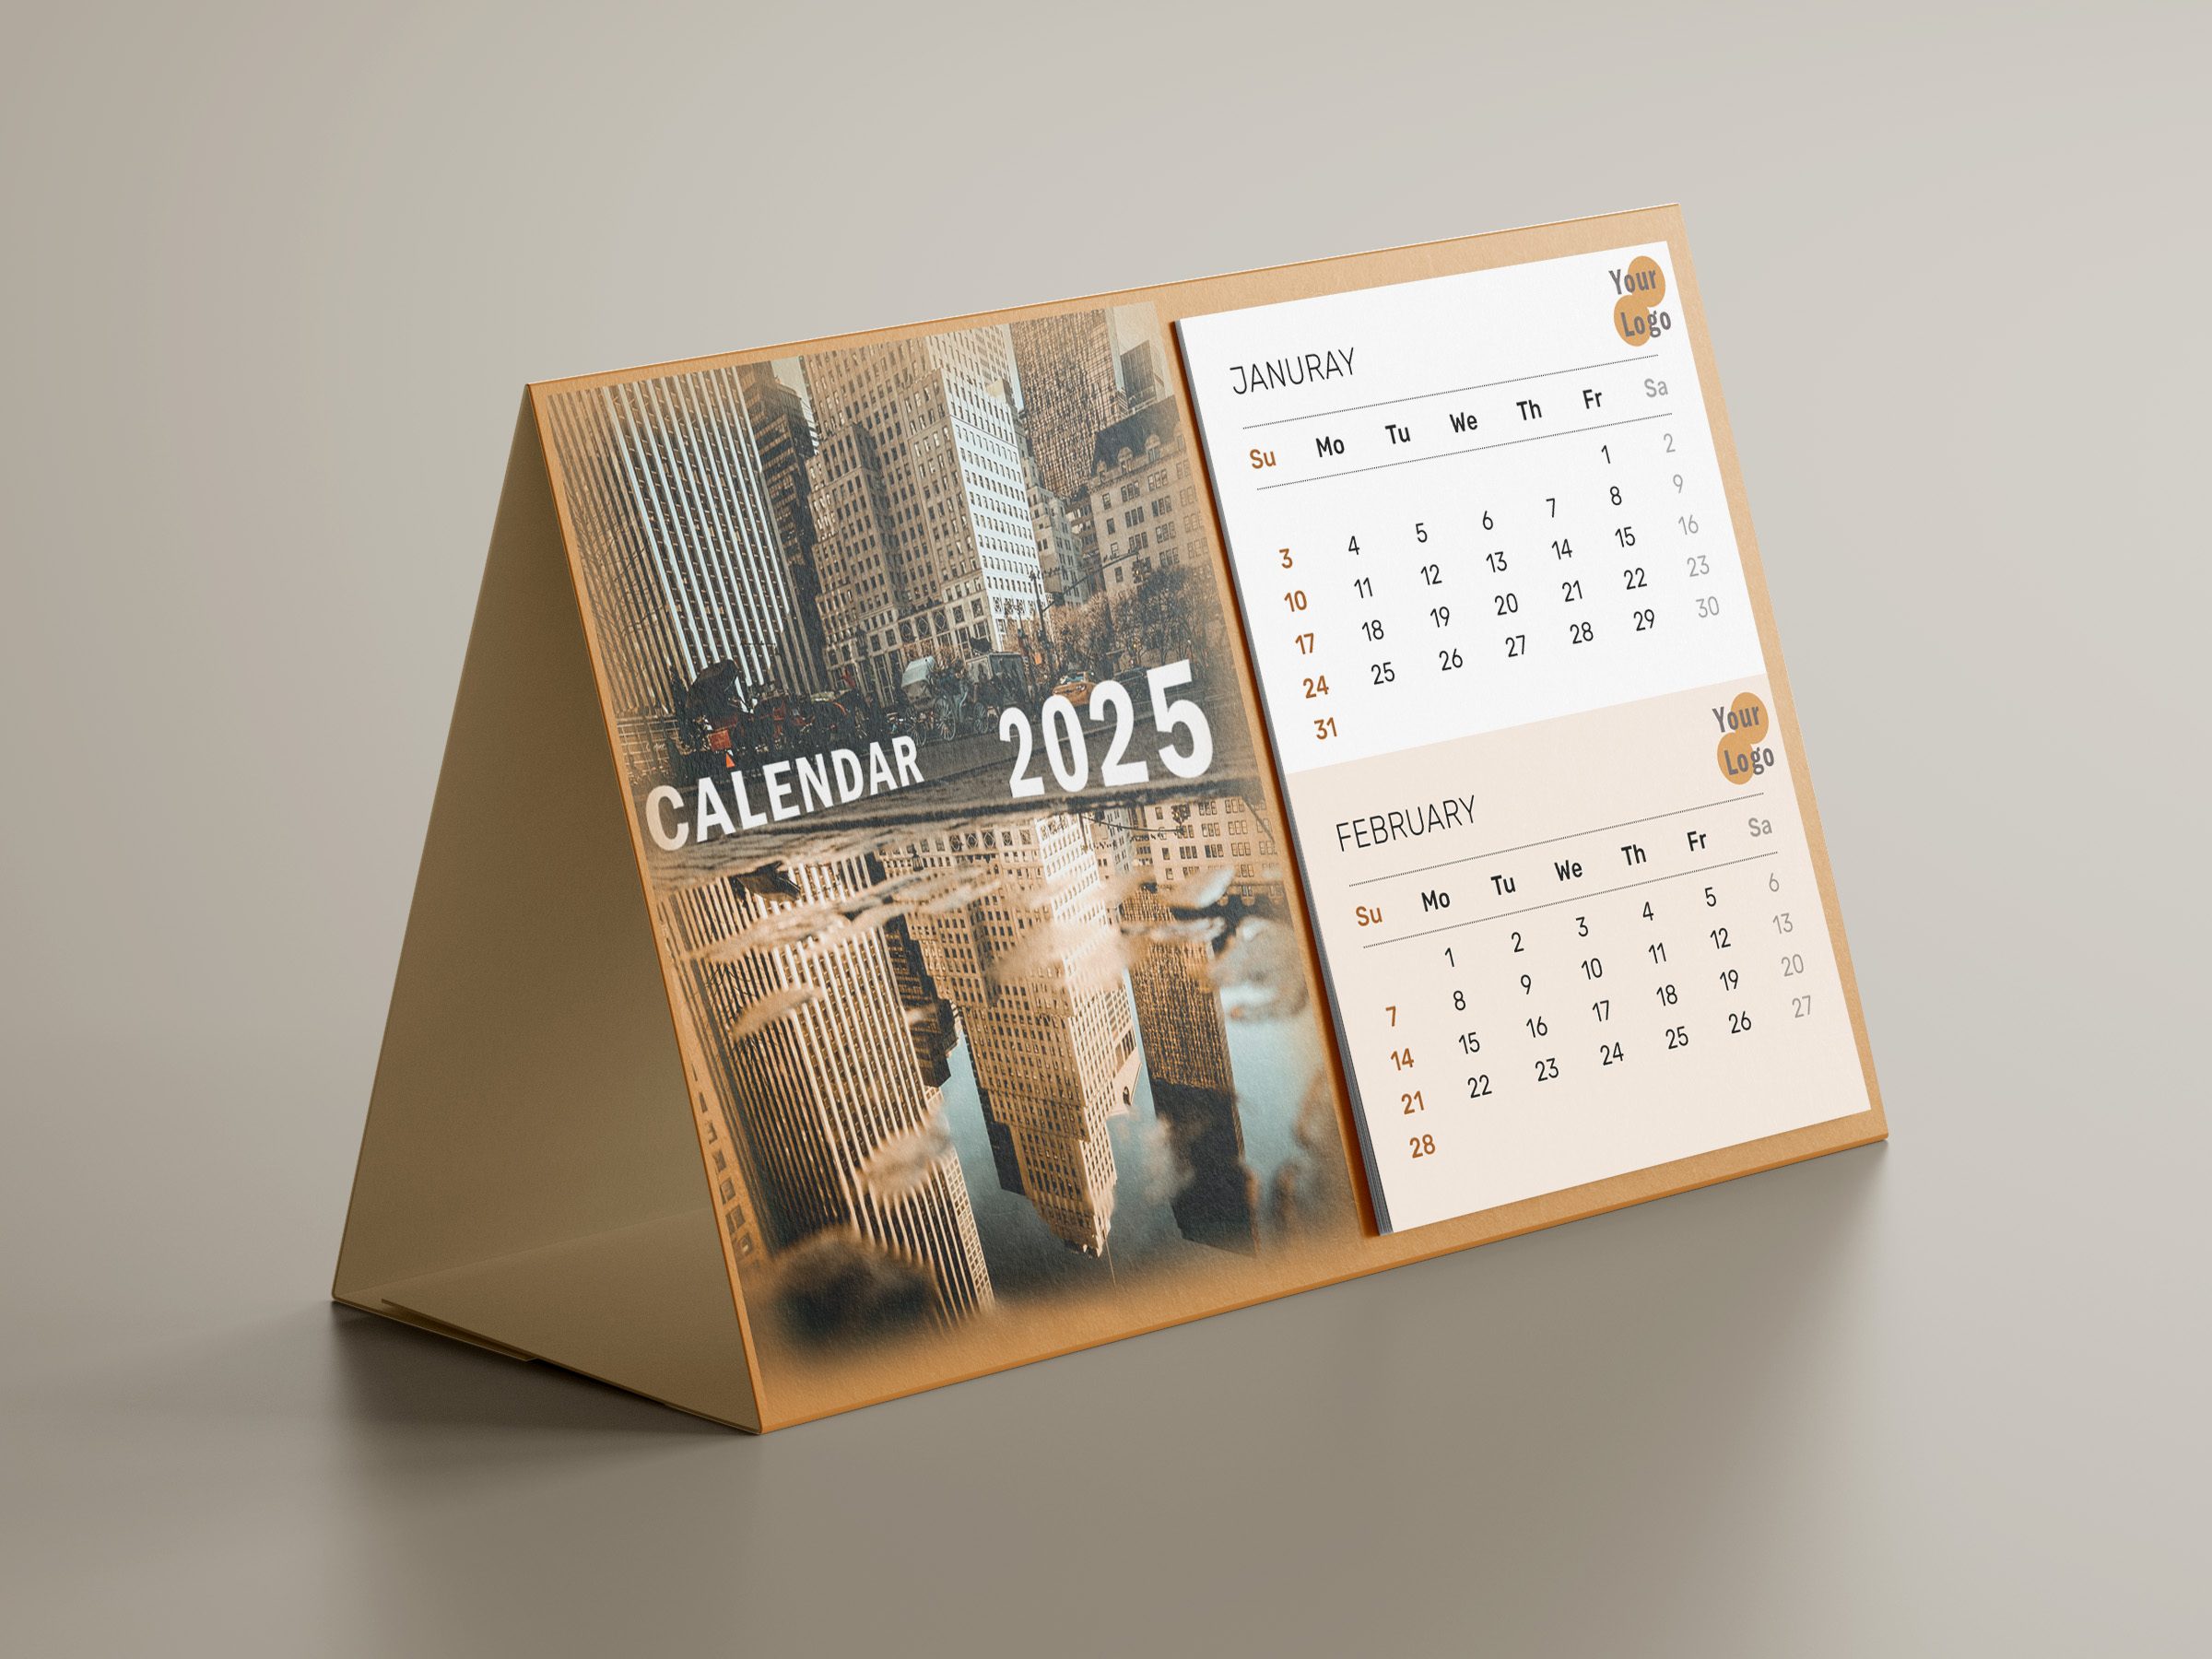 CALENDAR 2025
Your
Logo
JANURAY
Su Mo Tu We Th Fr Sa
1 2
3 4 5 6 7 8 9
10 11 12 13 14 15 16
17 18 19 20 21 22 23
24 25 26 27 28 29 30
31
Your
Logo
FEBRUARY
Su Mo Tu We Th Fr Sa
1 2 3 4 5 6
7 8 9 10 11 12 13
14 15 16 17 18 19 20
21 22 23 24 25 26 27
28